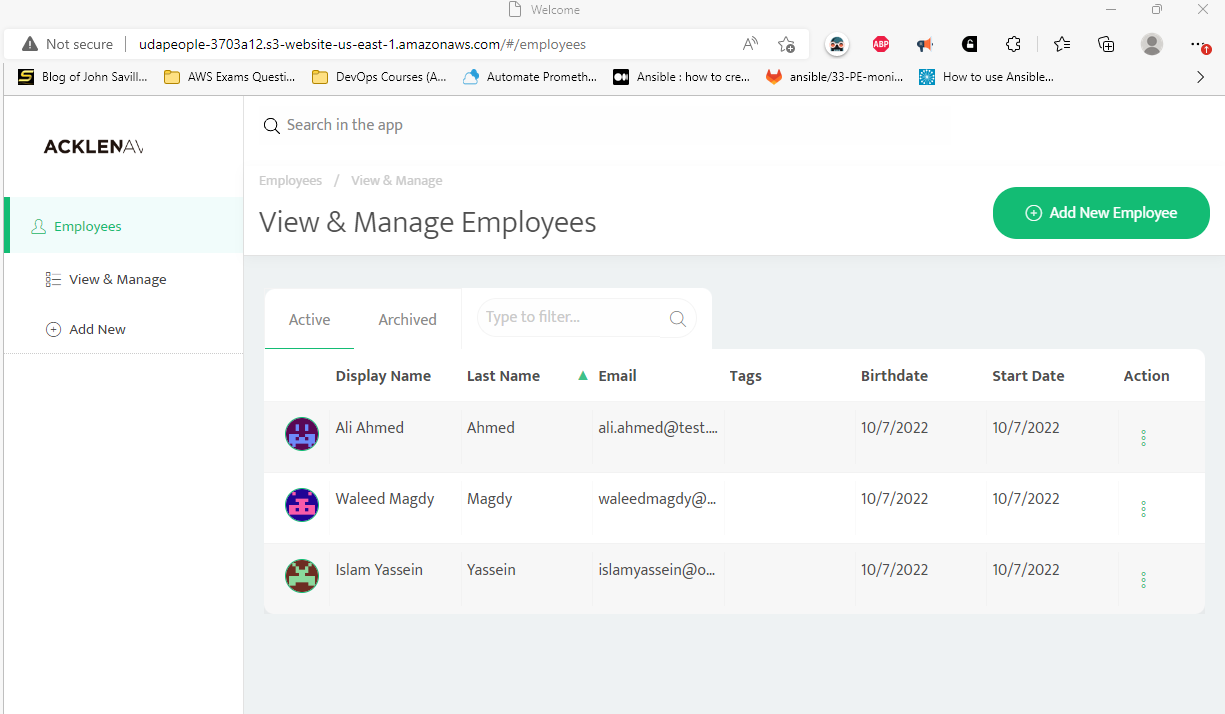 Welcome
Not secure udapeople-3703a12.s3-website-us-east-1.amazonaws.com/#/employees
ABP
Blog of John Savill... AWS Exams Questi... DevOps Courses (A... Automate Prometh... Ansible : how to cre... ansible/33-PE-moni... How to use Ansible...
ACKLENAV
Search in the app
Employees / View & Manage
View & Manage Employees
Add New Employee
Employees
View & Manage
Add New
Active Archived Type to filter...
Display Name Last Name Email Tags Birthdate Start Date Action
Ali Ahmed Ahmed ali.ahmed@test.... 10/7/2022 10/7/2022
Waleed Magdy Magdy waleedmagdy@... 10/7/2022 10/7/2022
Islam Yassein Yassein islamyassein@o... 10/7/2022 10/7/2022